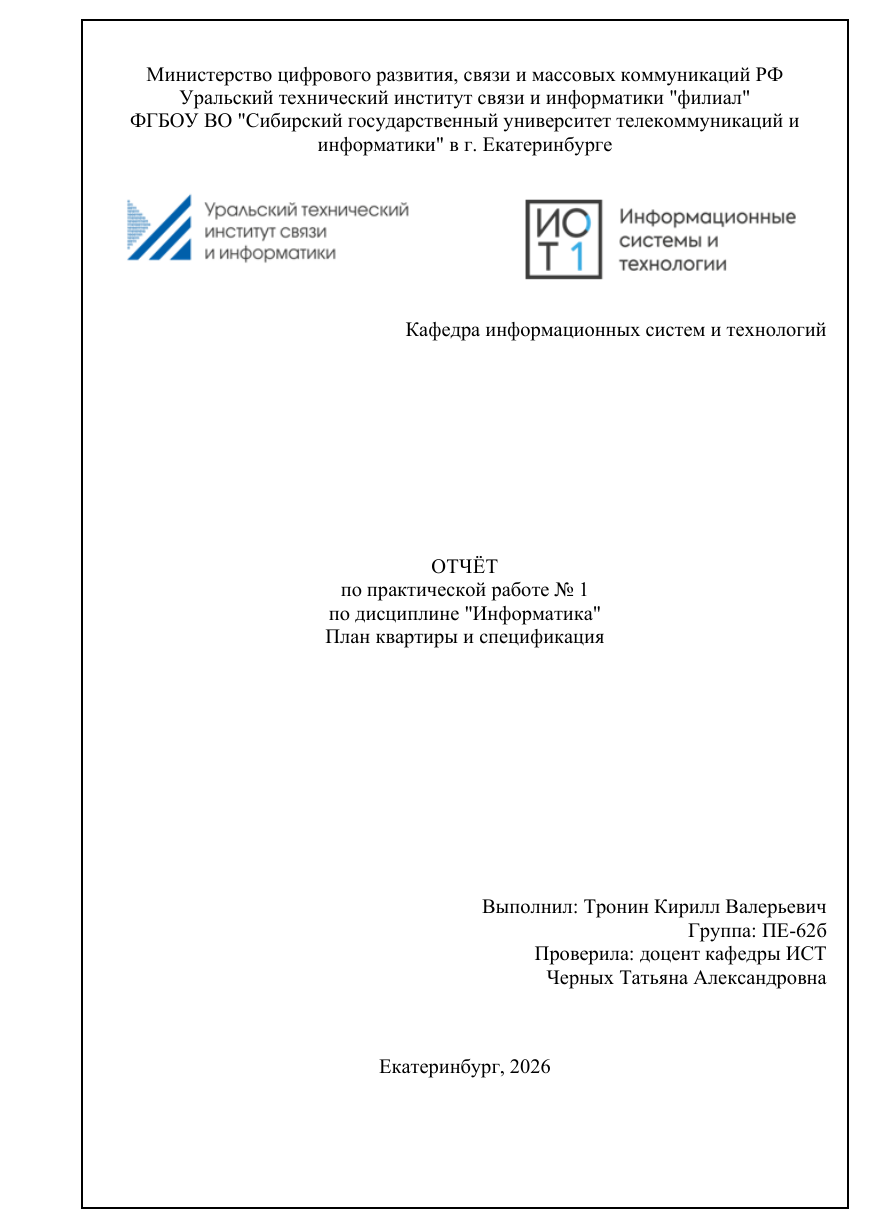 Министерство цифрового развития, связи и массовых коммуникаций РФ
Уральский технический институт связи и информатики "филиал"
ФГБОУ ВО "Сибирский государственный университет телекоммуникаций и
информатики" в г. Екатеринбурге
Уральский технический
институт связи
и информатики
ИС
Т 1
Информационные
системы и
технологии
Кафедра информационных систем и технологий
ОТЧЁТ
по практической работе № 1
по дисциплине "Информатика"
План квартиры и спецификация
Выполнил: Тронин Кирилл Валерьевич
Группа: ПЕ-62б
Проверила: доцент кафедры ИСТ
Черных Татьяна Александровна
Екатеринбург, 2026